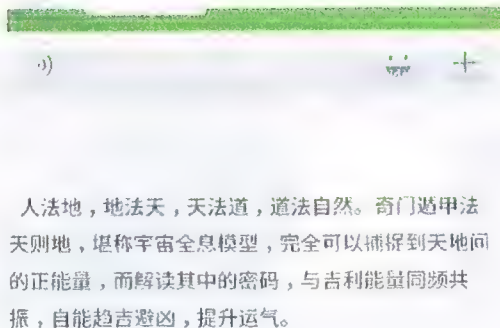 人法地，地法天，天法道，道法自然。奇门遁甲法
天则地，堪称宇宙全息模型，完全可以捕捉到天地间
的正能量，而解读其中的密码，与吉利能量同频共
振，自能趋吉避凶，提升运气。